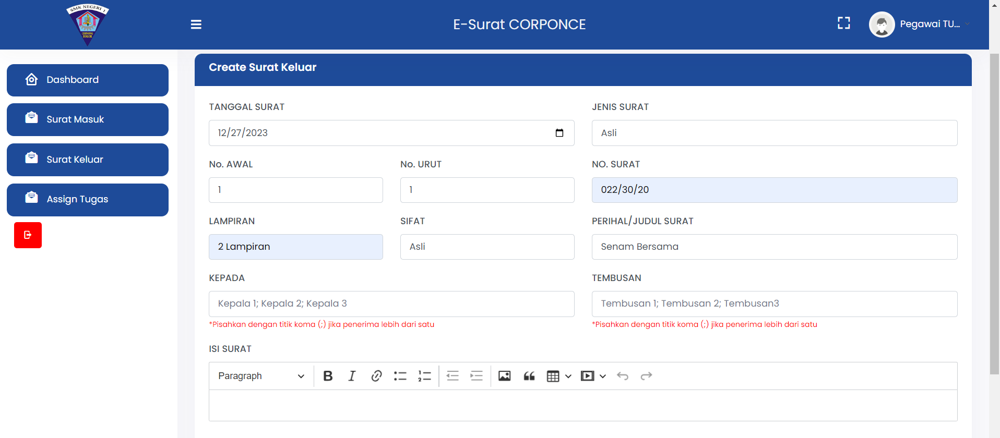 SMK NEGERI 1
CIBINONG
BOGOR
E-Surat CORPONCE
Pegawai TU...
Dashboard
Surat Masuk
Surat Keluar
Assign Tugas
Create Surat Keluar
TANGGAL SURAT
JENIS SURAT
12/27/2023
Asli
No. AWAL
No. URUT
NO. SURAT
1
1
022/30/20
LAMPIRAN
SIFAT
PERIHAL/JUDUL SURAT
2 Lampiran
Asli
Senam Bersama
KEPADA
TEMBUSAN
Kepala 1; Kepala 2; Kepala 3
Tembusan 1; Tembusan 2; Tembusan3
*Pisahkan dengan titik koma (;) jika penerima lebih dari satu
*Pisahkan dengan titik koma (;) jika penerima lebih dari satu
ISI SURAT
Paragraph